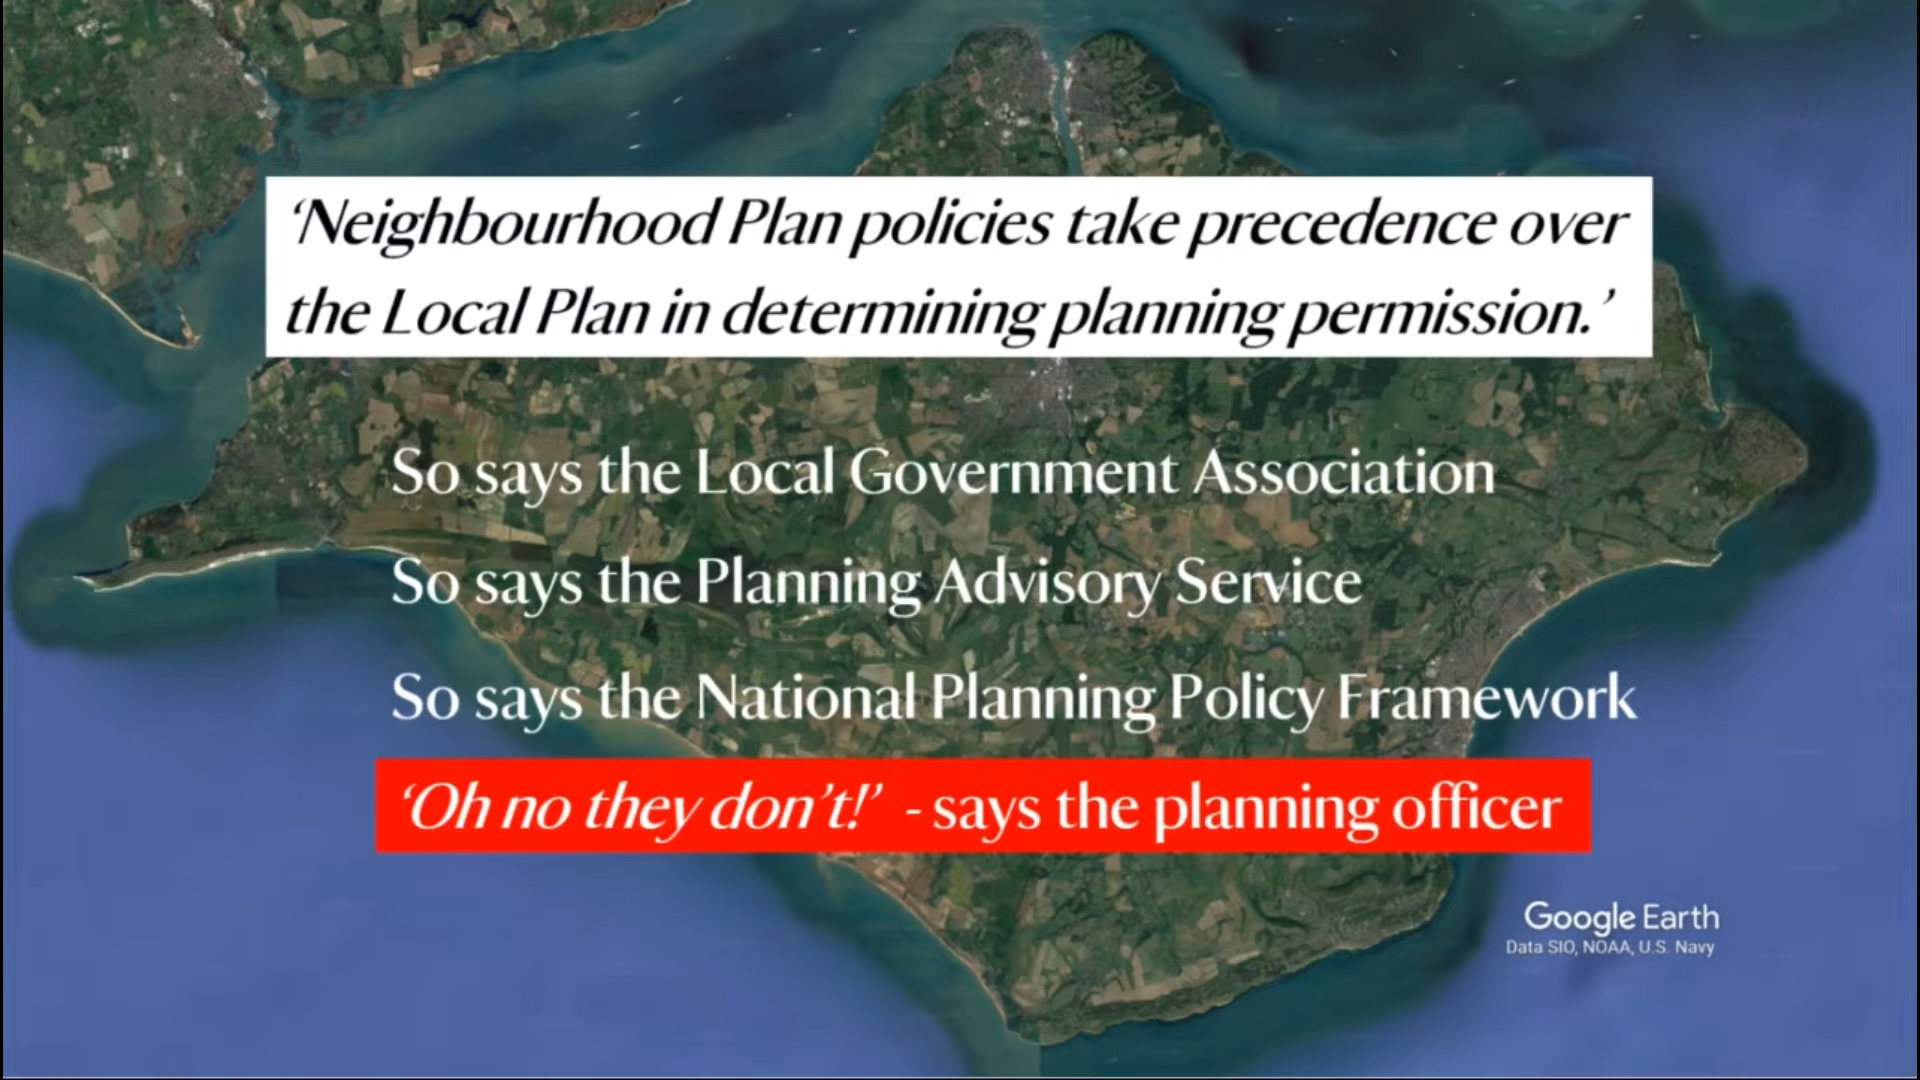 ‘Neighbourhood Plan policies take precedence over
the Local Plan in determining planning permission.’
So says the Local Government Association
So says the Planning Advisory Service
So says the National Planning Policy Framework
‘Oh no they don’t!’ - says the planning officer
Google Earth
Data SIO, NOAA, U.S. Navy